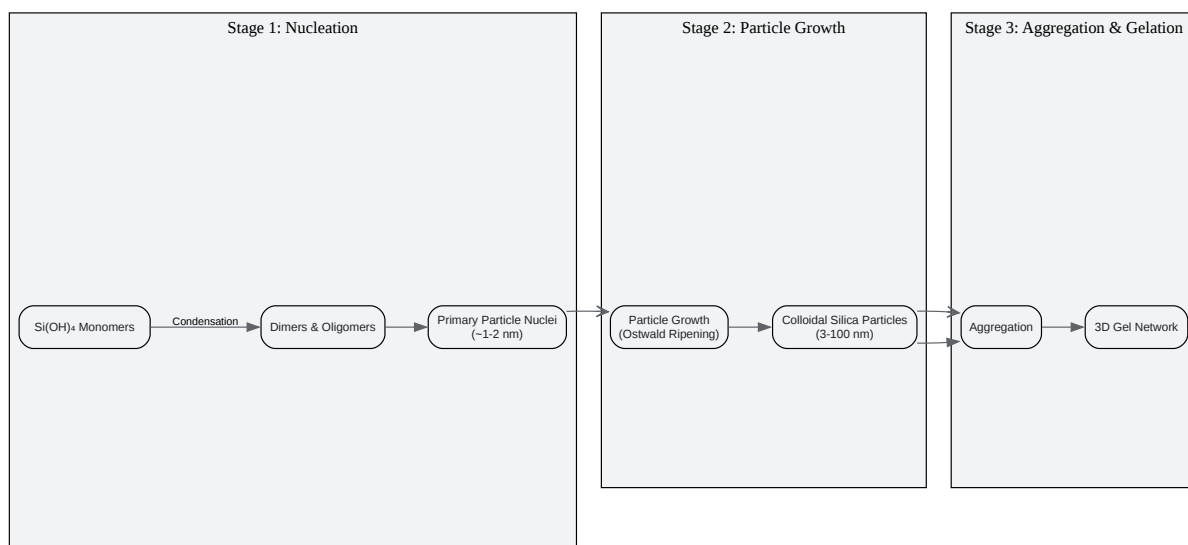 Stage 1: Nucleation
Si(OH)₄ Monomers
Condensation
Dimers & Oligomers
Primary Particle Nuclei
(~1-2 nm)
Stage 2: Particle Growth
Particle Growth
(Ostwald Ripening)
Colloidal Silica Particles
(3-100 nm)
Stage 3: Aggregation & Gelation
Aggregation
3D Gel Network